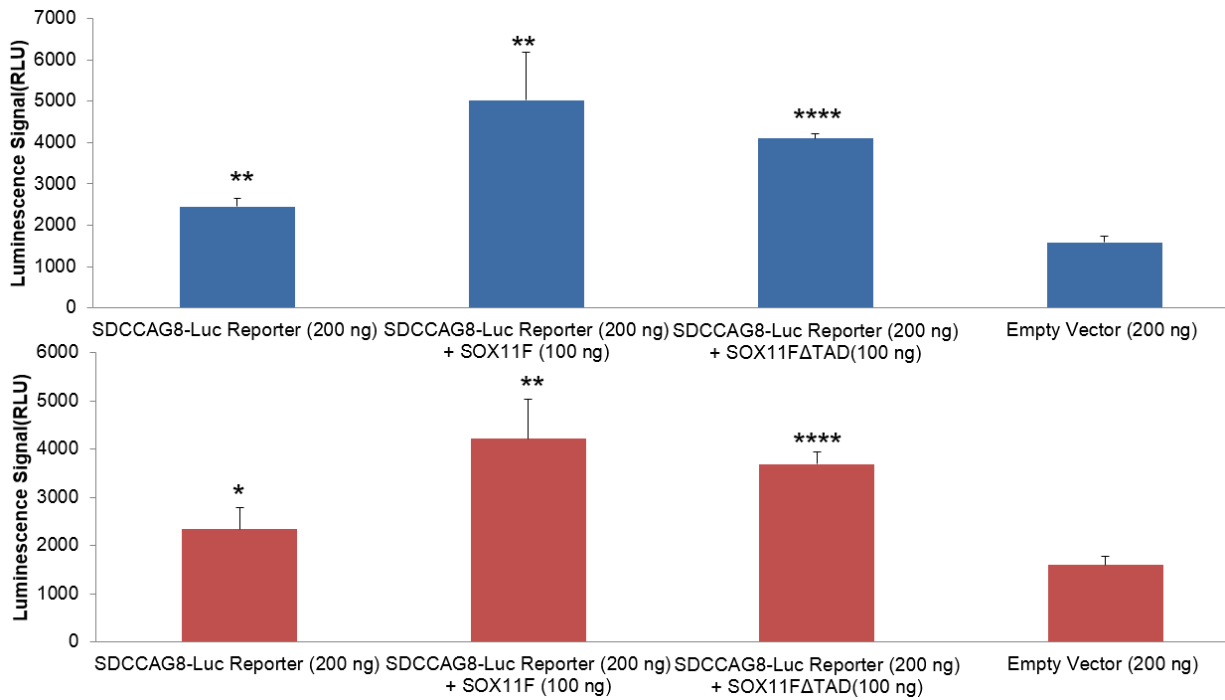 Luminescence Signal(RLU)
7000
6000
5000
4000
3000
2000
1000
0
**
**
****
SDCCAG8-Luc Reporter (200 ng)
SDCCAG8-Luc Reporter (200 ng)
+ SOX11F (100 ng)
SDCCAG8-Luc Reporter (200 ng)
+ SOX11FΔTAD(100 ng)
Empty Vector (200 ng)
Luminescence Signal(RLU)
6000
5000
4000
3000
2000
1000
0
*
**
****
SDCCAG8-Luc Reporter (200 ng)
SDCCAG8-Luc Reporter (200 ng)
+ SOX11F (100 ng)
SDCCAG8-Luc Reporter (200 ng)
+ SOX11FΔTAD(100 ng)
Empty Vector (200 ng)